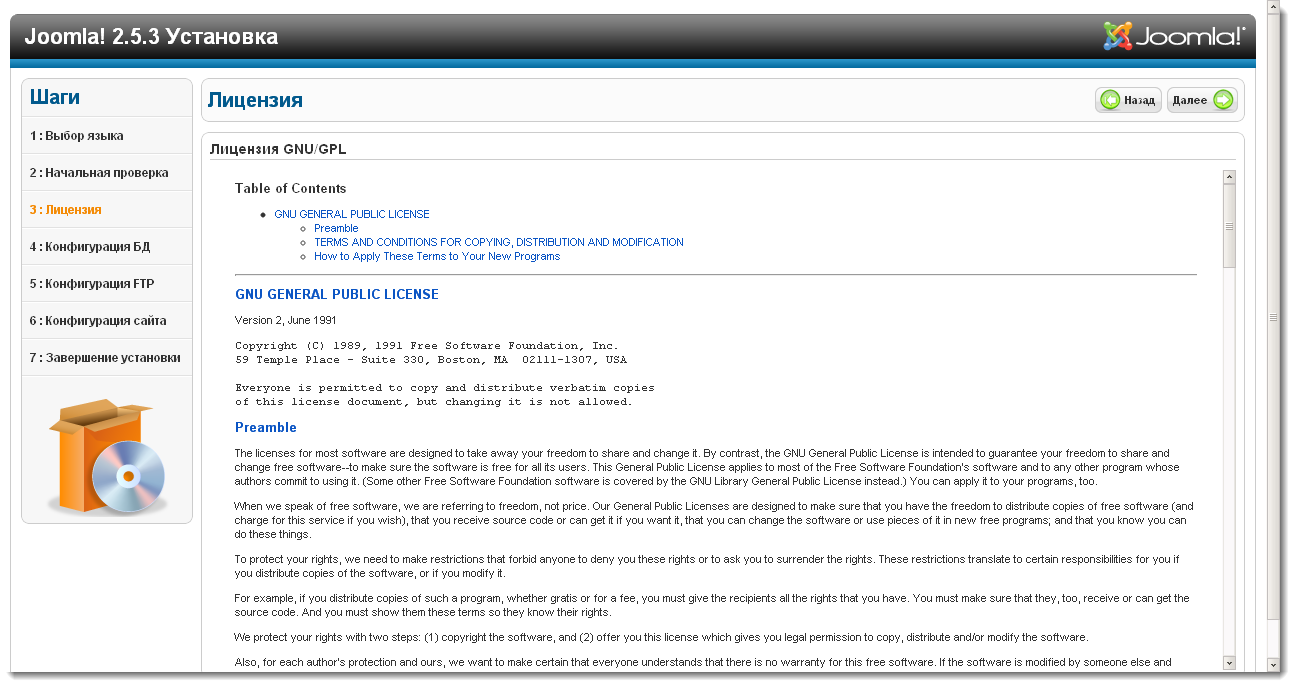 Joomla! 2.5.3 Установка
Joomla!
Шаги
1 : Выбор языка
2 : Начальная проверка
3 : Лицензия
4 : Конфигурация БД
5 : Конфигурация FTP
6 : Конфигурация сайта
7 : Завершение установки
Лицензия
Назад
Далее
Лицензия GNU/GPL
Table of Contents
GNU GENERAL PUBLIC LICENSE
Preamble
TERMS AND CONDITIONS FOR COPYING, DISTRIBUTION AND MODIFICATION
How to Apply These Terms to Your New Programs
GNU GENERAL PUBLIC LICENSE
Version 2, June 1991
Copyright (C) 1989, 1991 Free Software Foundation, Inc.
59 Temple Place - Suite 330, Boston, MA  02111-1307, USA
Everyone is permitted to copy and distribute verbatim copies
of this license document, but changing it is not allowed.
Preamble
The licenses for most software are designed to take away your freedom to share and change it. By contrast, the GNU General Public License is intended to guarantee your freedom to share and
change free software--to make sure the software is free for all its users. This General Public License applies to most of the Free Software Foundation's software and to any other program whose
authors commit to using it. (Some other Free Software Foundation software is covered by the GNU Library General Public License instead.) You can apply it to your programs, too.
When we speak of free software, we are referring to freedom, not price. Our General Public Licenses are designed to make sure that you have the freedom to distribute copies of free software (and
charge for this service if you wish), that you receive source code or can get it if you want it, that you can change the software or use pieces of it in new free programs; and that you know you can
do these things.
To protect your rights, we need to make restrictions that forbid anyone to deny you these rights or to ask you to surrender the rights. These restrictions translate to certain responsibilities for you if
you distribute copies of the software, or if you modify it.
For example, if you distribute copies of such a program, whether gratis or for a fee, you must give the recipients all the rights that you have. You must make sure that they, too, receive or can get the
source code. And you must show them these terms so they know their rights.
We protect your rights with two steps: (1) copyright the software, and (2) offer you this license which gives you legal permission to copy, distribute and/or modify the software.
Also, for each author's protection and ours, we want to make certain that everyone understands that there is no warranty for this free software. If the software is modified by someone else and